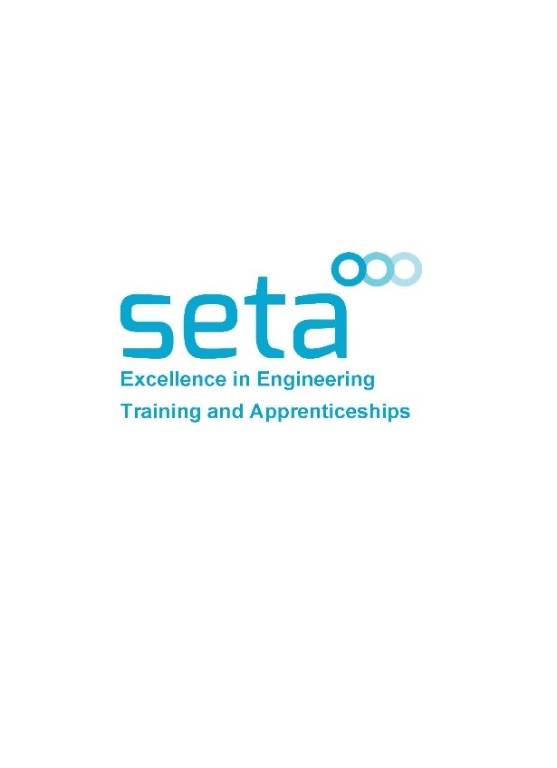 seta
Excellence in Engineering
Training and Apprenticeships